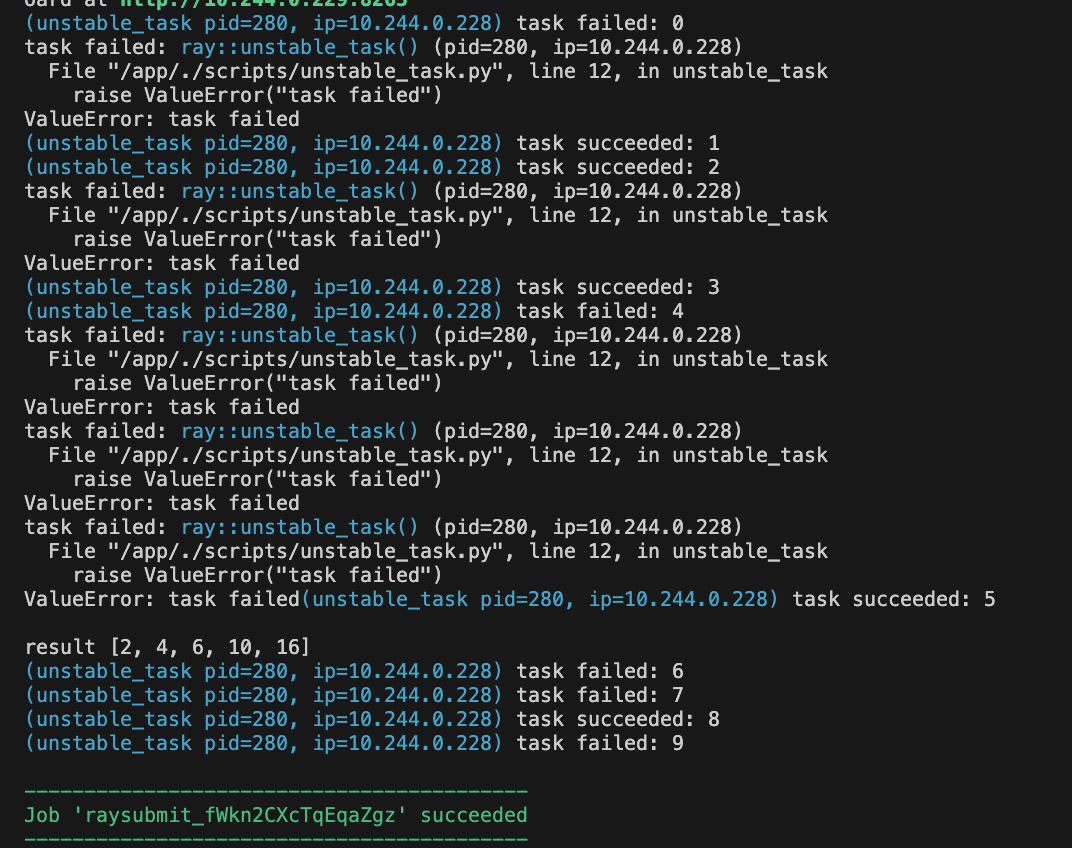 http://10.244.0.229:8265
(unstable_task pid=280, ip=10.244.0.228) task failed: 0
task failed: ray::unstable_task() (pid=280, ip=10.244.0.228)
  File "/app/./scripts/unstable_task.py", line 12, in unstable_task
    raise ValueError("task failed")
ValueError: task failed
(unstable_task pid=280, ip=10.244.0.228) task succeeded: 1
(unstable_task pid=280, ip=10.244.0.228) task succeeded: 2
task failed: ray::unstable_task() (pid=280, ip=10.244.0.228)
  File "/app/./scripts/unstable_task.py", line 12, in unstable_task
    raise ValueError("task failed")
ValueError: task failed
(unstable_task pid=280, ip=10.244.0.228) task succeeded: 3
(unstable_task pid=280, ip=10.244.0.228) task failed: 4
task failed: ray::unstable_task() (pid=280, ip=10.244.0.228)
  File "/app/./scripts/unstable_task.py", line 12, in unstable_task
    raise ValueError("task failed")
ValueError: task failed
task failed: ray::unstable_task() (pid=280, ip=10.244.0.228)
  File "/app/./scripts/unstable_task.py", line 12, in unstable_task
    raise ValueError("task failed")
ValueError: task failed
task failed: ray::unstable_task() (pid=280, ip=10.244.0.228)
  File "/app/./scripts/unstable_task.py", line 12, in unstable_task
    raise ValueError("task failed")
ValueError: task failed(unstable_task pid=280, ip=10.244.0.228) task succeeded: 5
result [2, 4, 6, 10, 16]
(unstable_task pid=280, ip=10.244.0.228) task failed: 6
(unstable_task pid=280, ip=10.244.0.228) task failed: 7
(unstable_task pid=280, ip=10.244.0.228) task succeeded: 8
(unstable_task pid=280, ip=10.244.0.228) task failed: 9
------------------------------------------
Job 'raysubmit_fWkn2CXcTqEqaZgz' succeeded
------------------------------------------